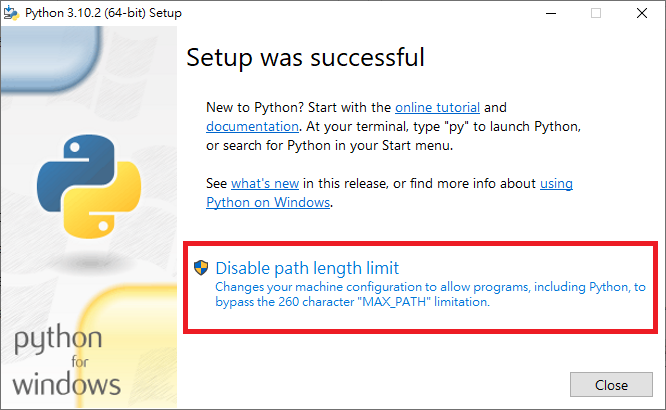 Python 3.10.2 (64-bit) Setup
Setup was successful
New to Python? Start with the online tutorial and
documentation. At your terminal, type "py" to launch Python,
or search for Python in your Start menu.
See what's new in this release, or find more info about using
Python on Windows.
Disable path length limit
Changes your machine configuration to allow programs, including Python, to
bypass the 260 character "MAX_PATH" limitation.
python
for
windows
Close